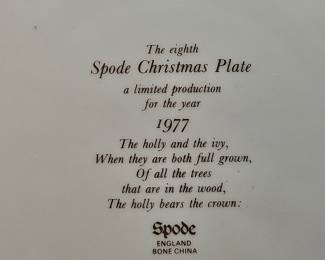 The eighth
Spode Christmas Plate
a limited production
for the year
1977
The holly and the ivy,
When they are both full grown,
Of all the trees
that are in the wood,
The holly bears the crown:
Spode
ENGLAND
BONE CHINA